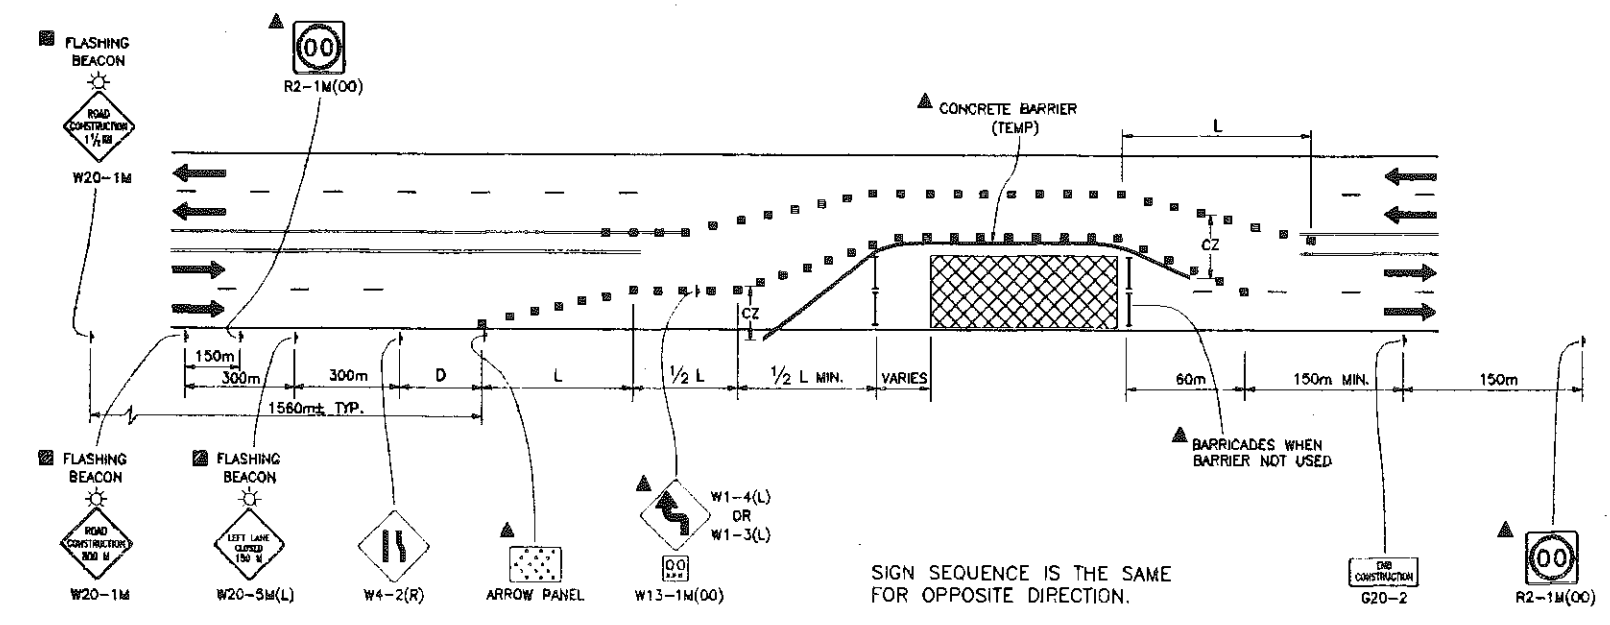 FLASHING
BEACON
ROAD
CONSTRUCTION
1 1/2 KM
W20-1M
00
R2-1M(00)
CONCRETE BARRIER
(TEMP)
L
CZ
CZ
150m
300m
300m
D
L
1/2 L
1/2 L MIN.
VARIES
60m
150m MIN.
150m
1560m± TYP.
FLASHING
BEACON
ROAD
CONSTRUCTION
W20-1M
FLASHING
BEACON
LEFT LANE
CLOSED
150 M
W20-5M(L)
W4-2(R)
ARROW PANEL
W1-4(L)
OR
W1-3(L)
00
W13-1M(00)
BARRICADES WHEN
BARRIER NOT USED
SIGN SEQUENCE IS THE SAME
FOR OPPOSITE DIRECTION.
END
CONSTRUCTION
G20-2
00
R2-1M(00)